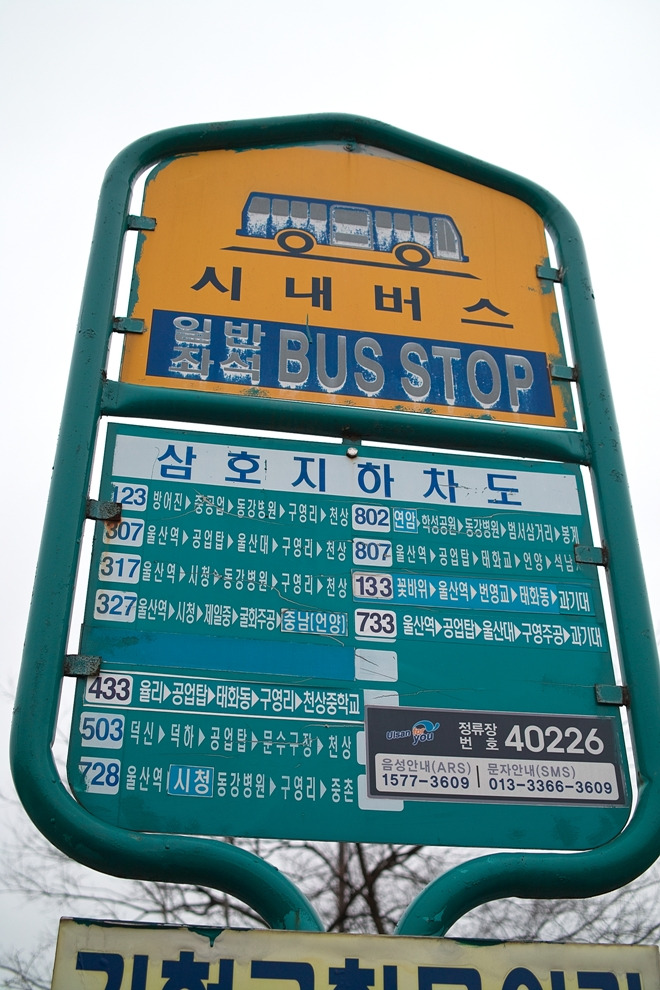 시내버스
일반
좌석 BUS STOP
삼호지하차도
123 방어진▶중공업▶동강병원▶구영리▶천상
307 울산역▶공업탑▶울산대▶구영리▶천상
317 울산역▶시청▶동강병원▶구영리▶천상
327 울산역▶시청▶제일중▶굴화주공▶중남[언양]
433 율리▶공업탑▶태화동▶구영리▶천상중학교
503 덕신▶덕하▶공업탑▶문수구장▶천상
728 울산역▶시청▶동강병원▶구영리▶중촌
802 연암▶학성공원▶동강병원▶범서삼거리▶봉계
807 울산역▶공업탑▶태화교▶언양▶석남
133 꽃바위▶울산역▶번영교▶태화동▶과기대
733 울산역▶공업탑▶울산대▶구영주공▶과기대
Ulsan for you
정류장
번호 40226
음성안내(ARS) | 문자안내(SMS)
1577-3609 | 013-3366-3609